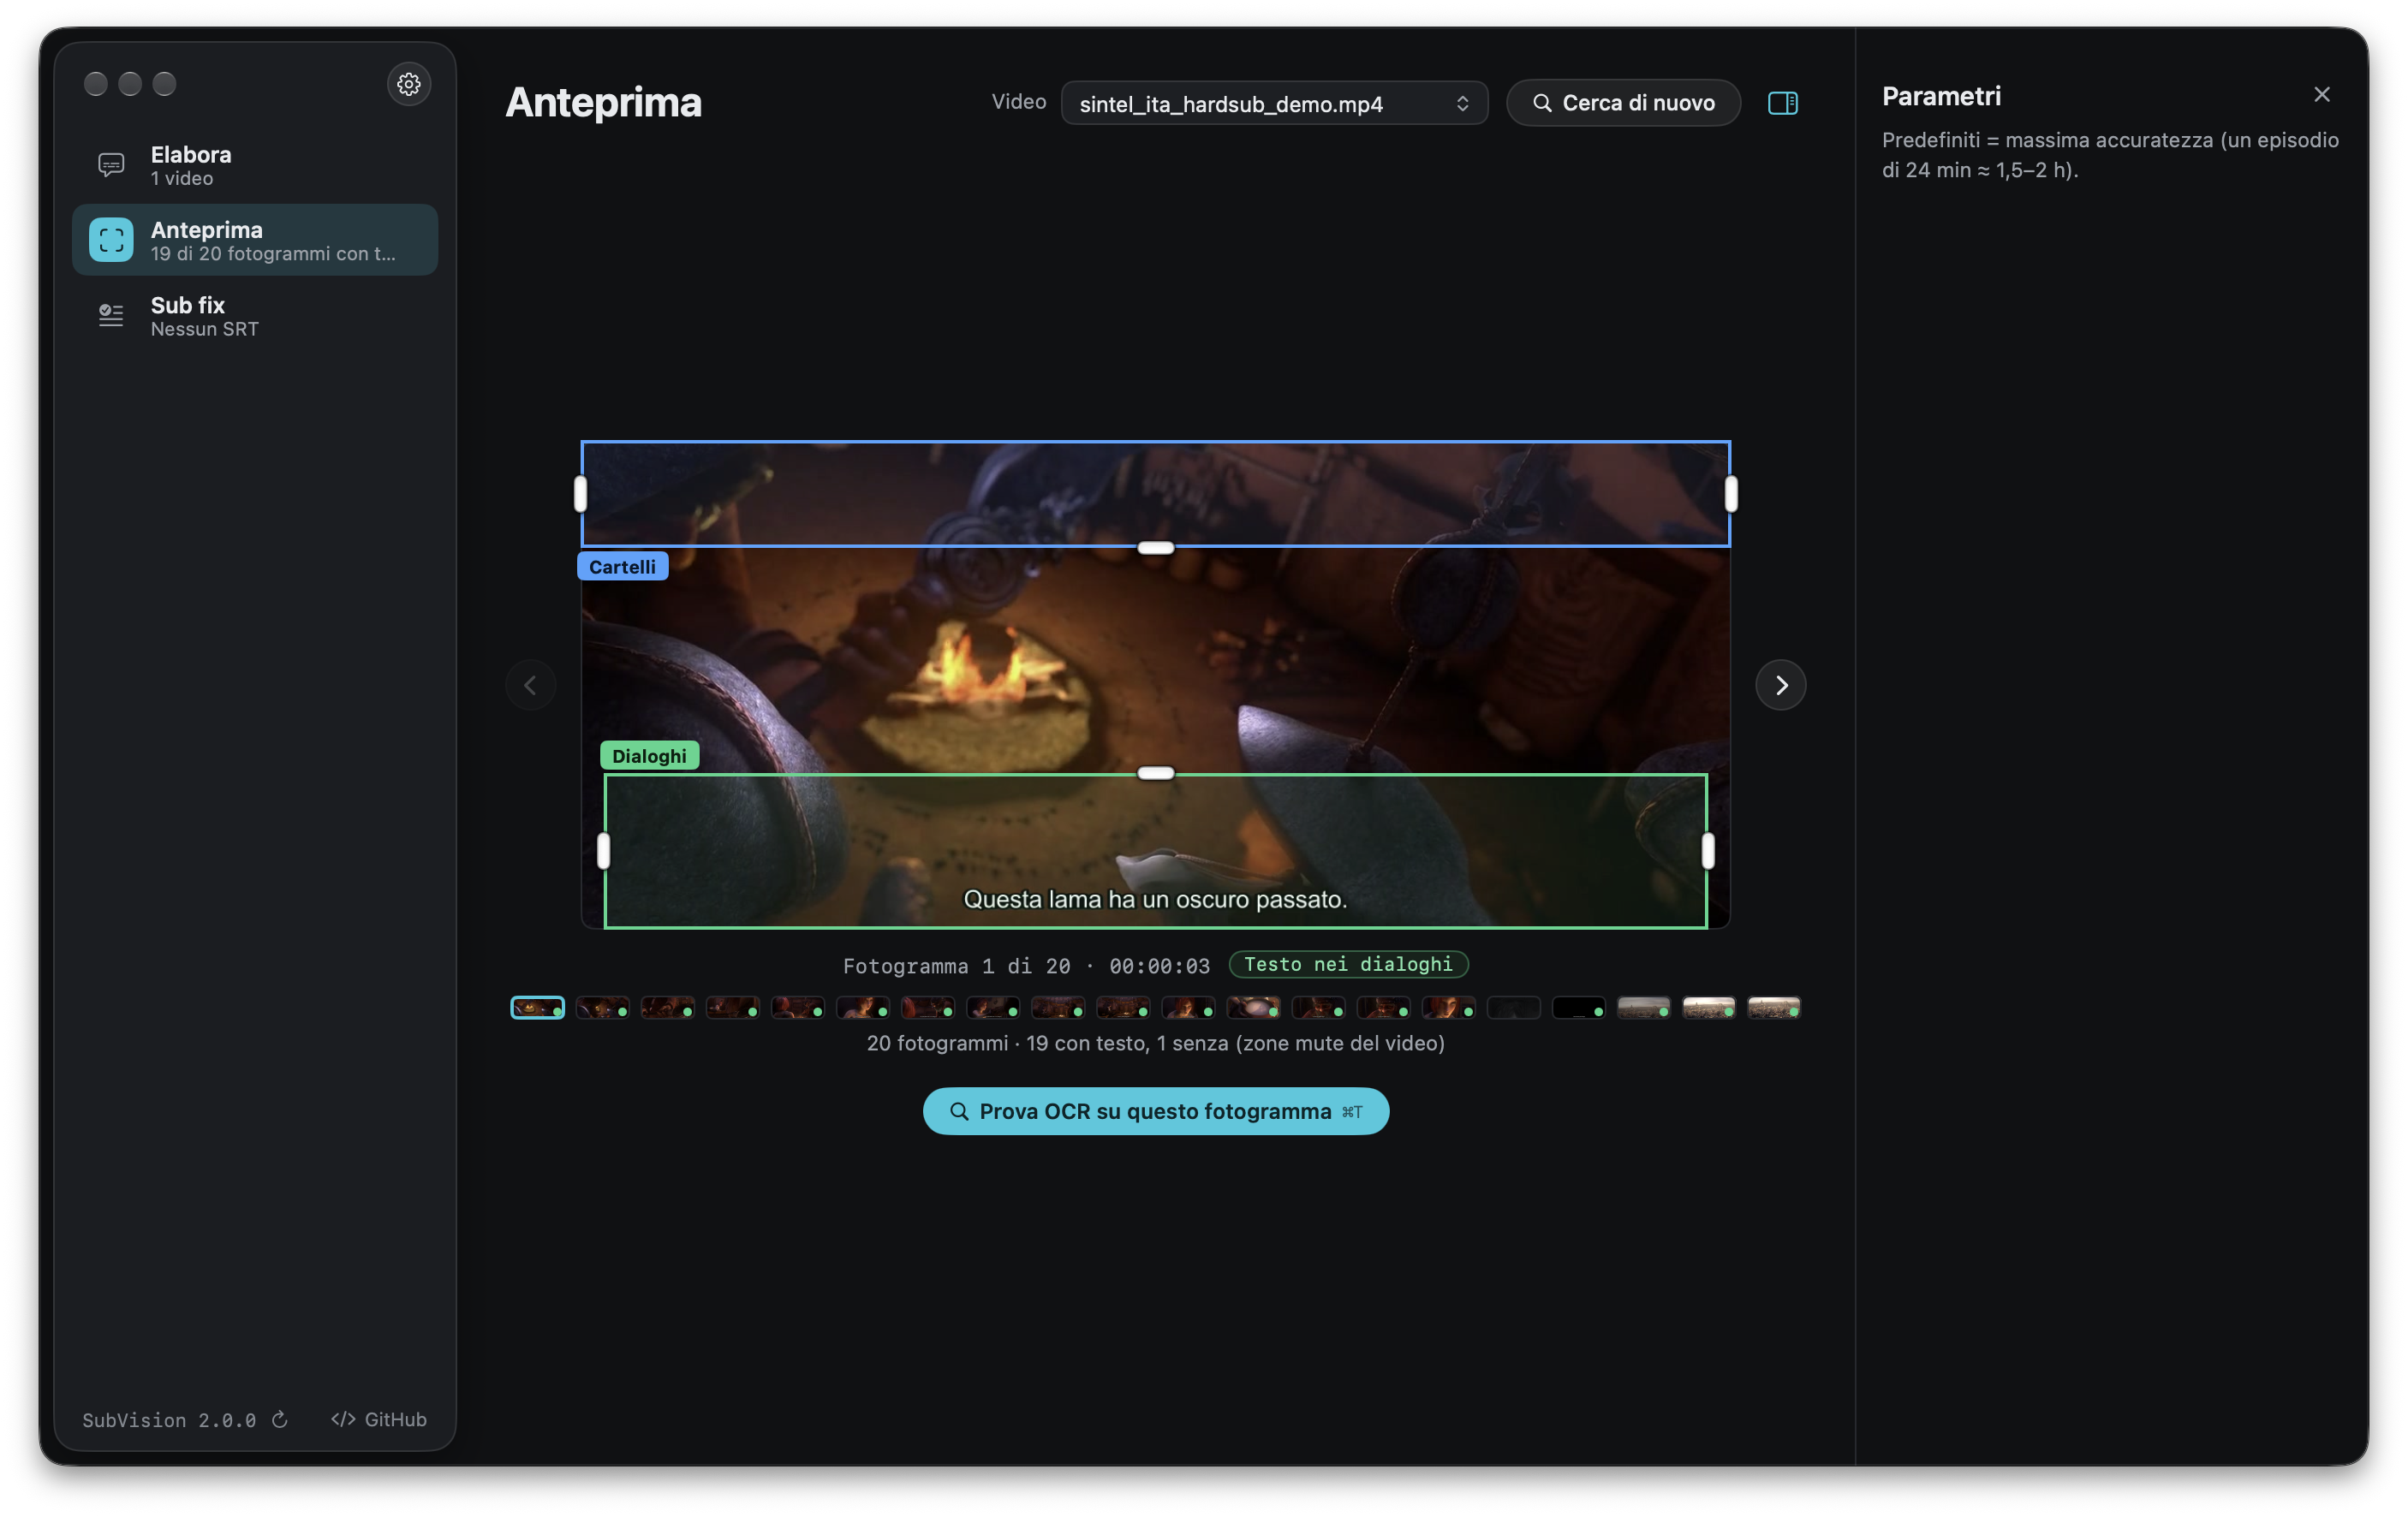 Elabora
1 video
Anteprima
19 di 20 fotogrammi con t...
Sub fix
Nessun SRT
SubVision 2.0.0
</> GitHub
Anteprima
Video
sintel_ita_hardsub_demo.mp4
Cerca di nuovo
Cartelli
Dialoghi
Questa lama ha un oscuro passato.
Fotogramma 1 di 20 · 00:00:03
Testo nei dialoghi
20 fotogrammi · 19 con testo, 1 senza (zone mute del video)
Prova OCR su questo fotogramma ⌘T
Parametri
Predefiniti = massima accuratezza (un episodio
di 24 min ≈ 1,5–2 h).